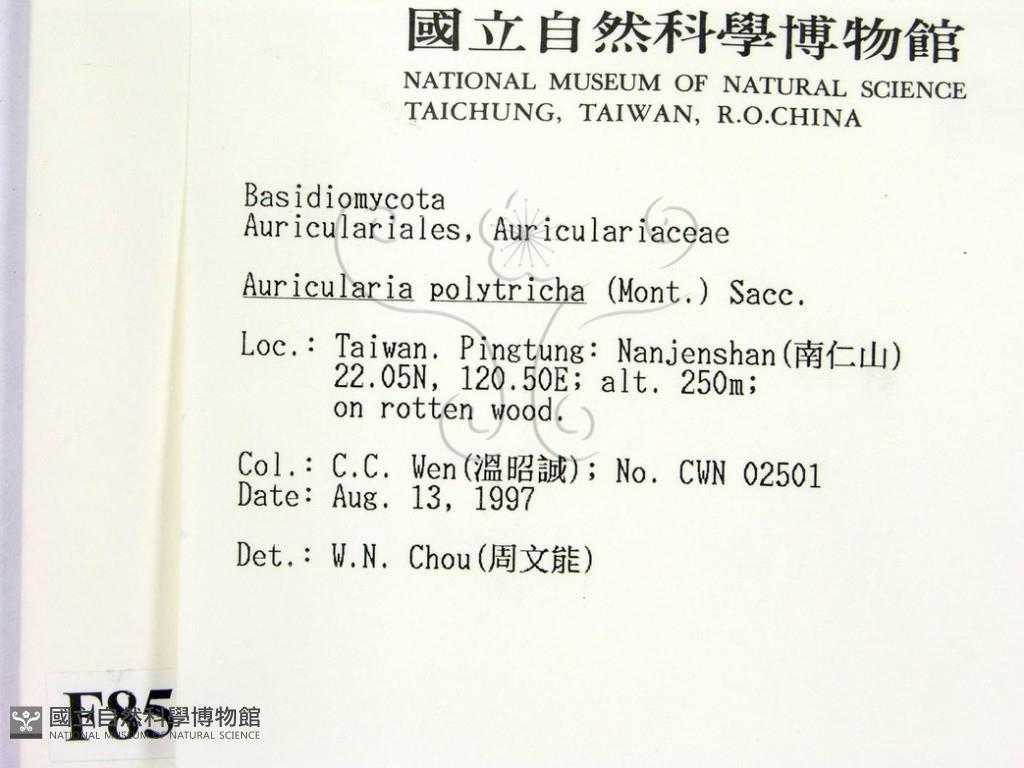 國立自然科學博物館
NATIONAL MUSEUM OF NATURAL SCIENCE
TAICHUNG, TAIWAN, R.O.CHINA
Basidiomycota
Auriculariales, Auriculariaceae
Auricularia polytricha (Mont.) Sacc.
Loc.: Taiwan. Pingtung: Nanjenshan(南仁山)
22.05N, 120.50E; alt. 250m;
on rotten wood.
Col.: C.C. Wen(溫昭誠); No. CWN 02501
Date: Aug. 13, 1997
Det.: W.N. Chou(周文能)
F85
國立自然科學博物館
NATIONAL MUSEUM OF NATURAL SCIENCE